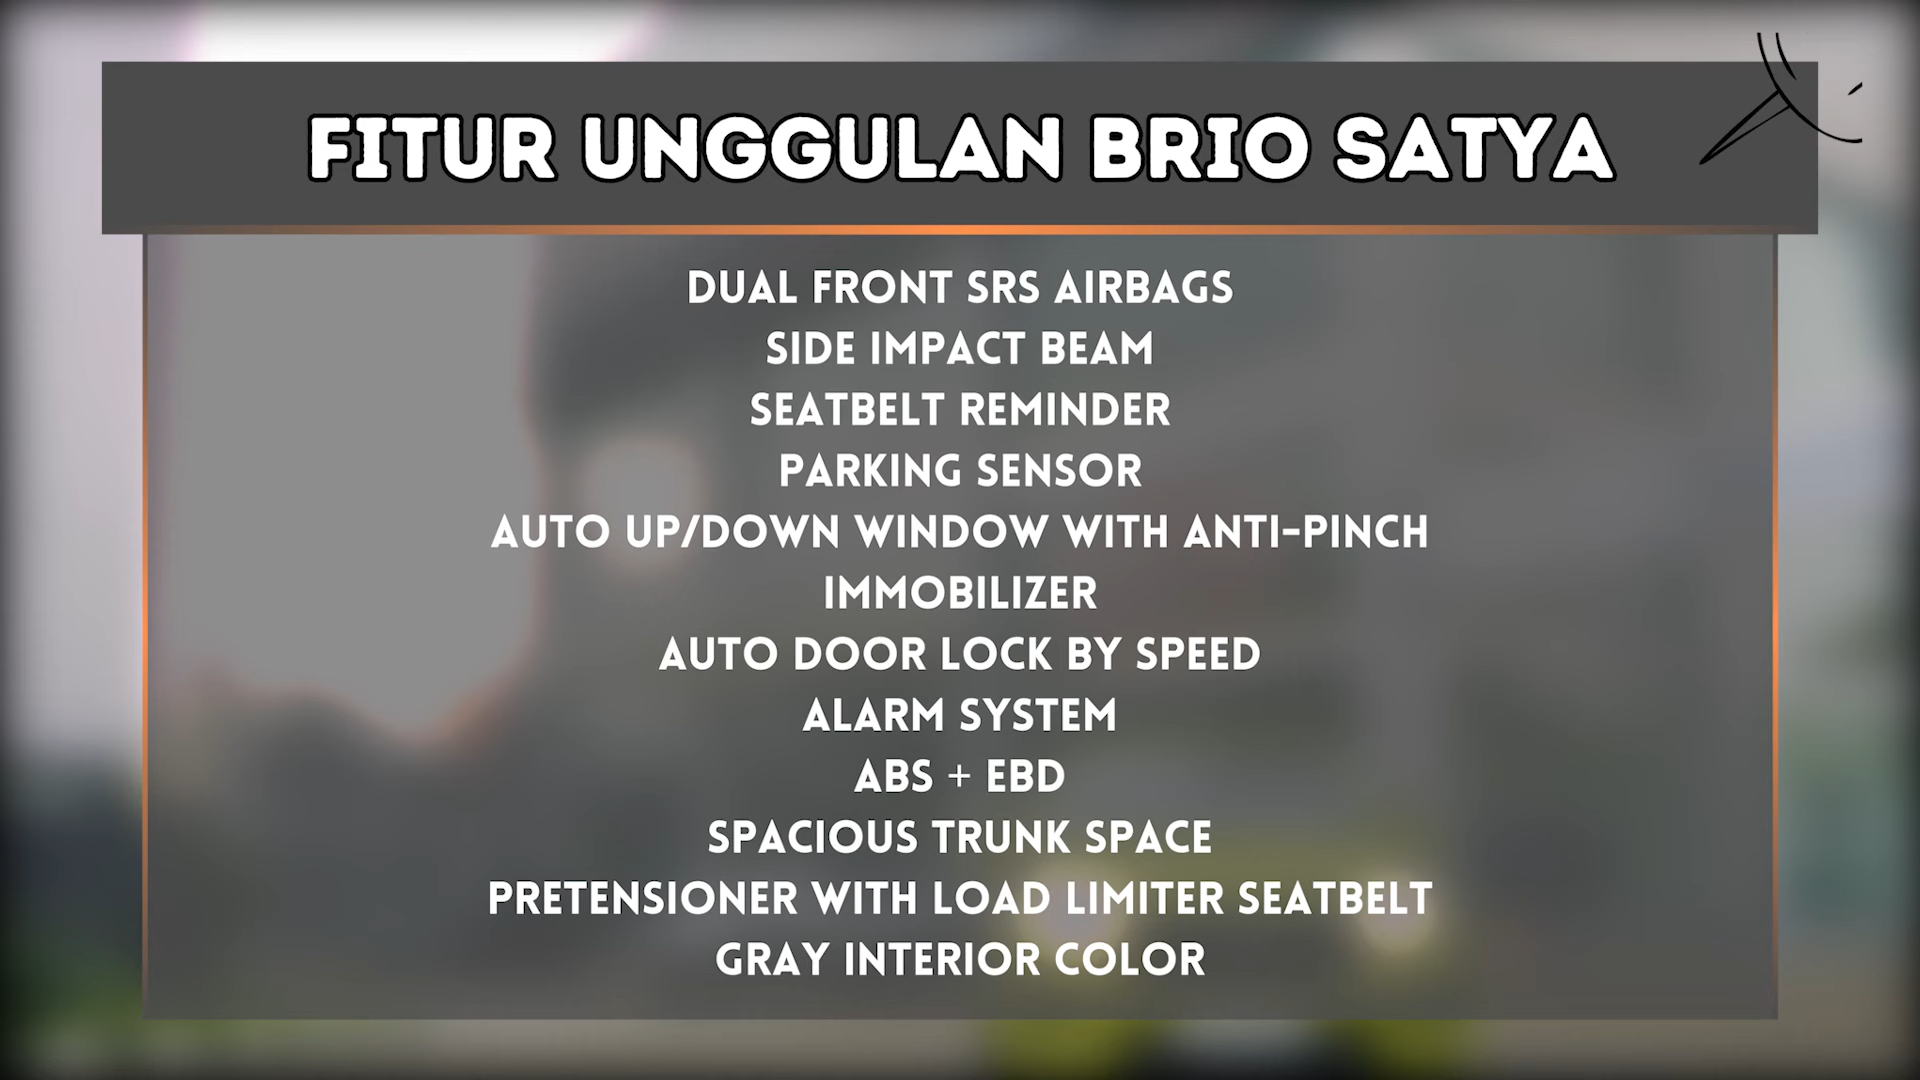 FITUR UNGGULAN BRIO SATYA
DUAL FRONT SRS AIRBAGS
SIDE IMPACT BEAM
SEATBELT REMINDER
PARKING SENSOR
AUTO UP/DOWN WINDOW WITH ANTI-PINCH
IMMOBILIZER
AUTO DOOR LOCK BY SPEED
ALARM SYSTEM
ABS + EBD
SPACIOUS TRUNK SPACE
PRETENSIONER WITH LOAD LIMITER SEATBELT
GRAY INTERIOR COLOR